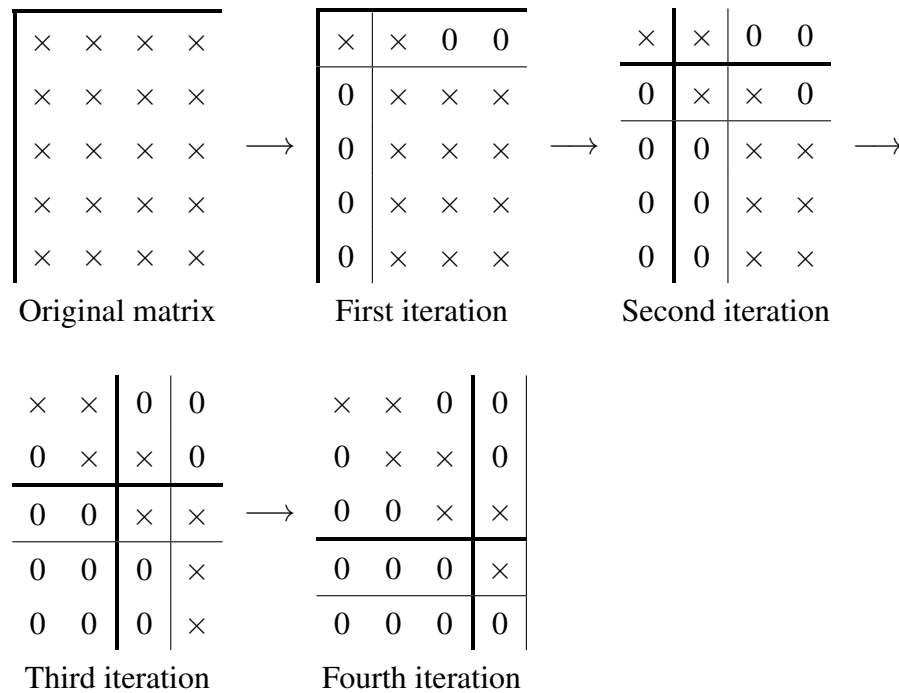 × × × × → × × 0 0 → × × 0 0 →
× × × × 0 × × × 0 × × 0
× × × × 0 × × × 0 0 × ×
× × × × 0 × × × 0 0 × ×
× × × × 0 × × × 0 0 × ×
Original matrix First iteration Second iteration
× × 0 0 → × × 0 0
0 × × 0 0 × × 0
0 0 × × 0 0 × ×
0 0 0 × 0 0 0 ×
0 0 0 × 0 0 0 0
Third iteration Fourth iteration